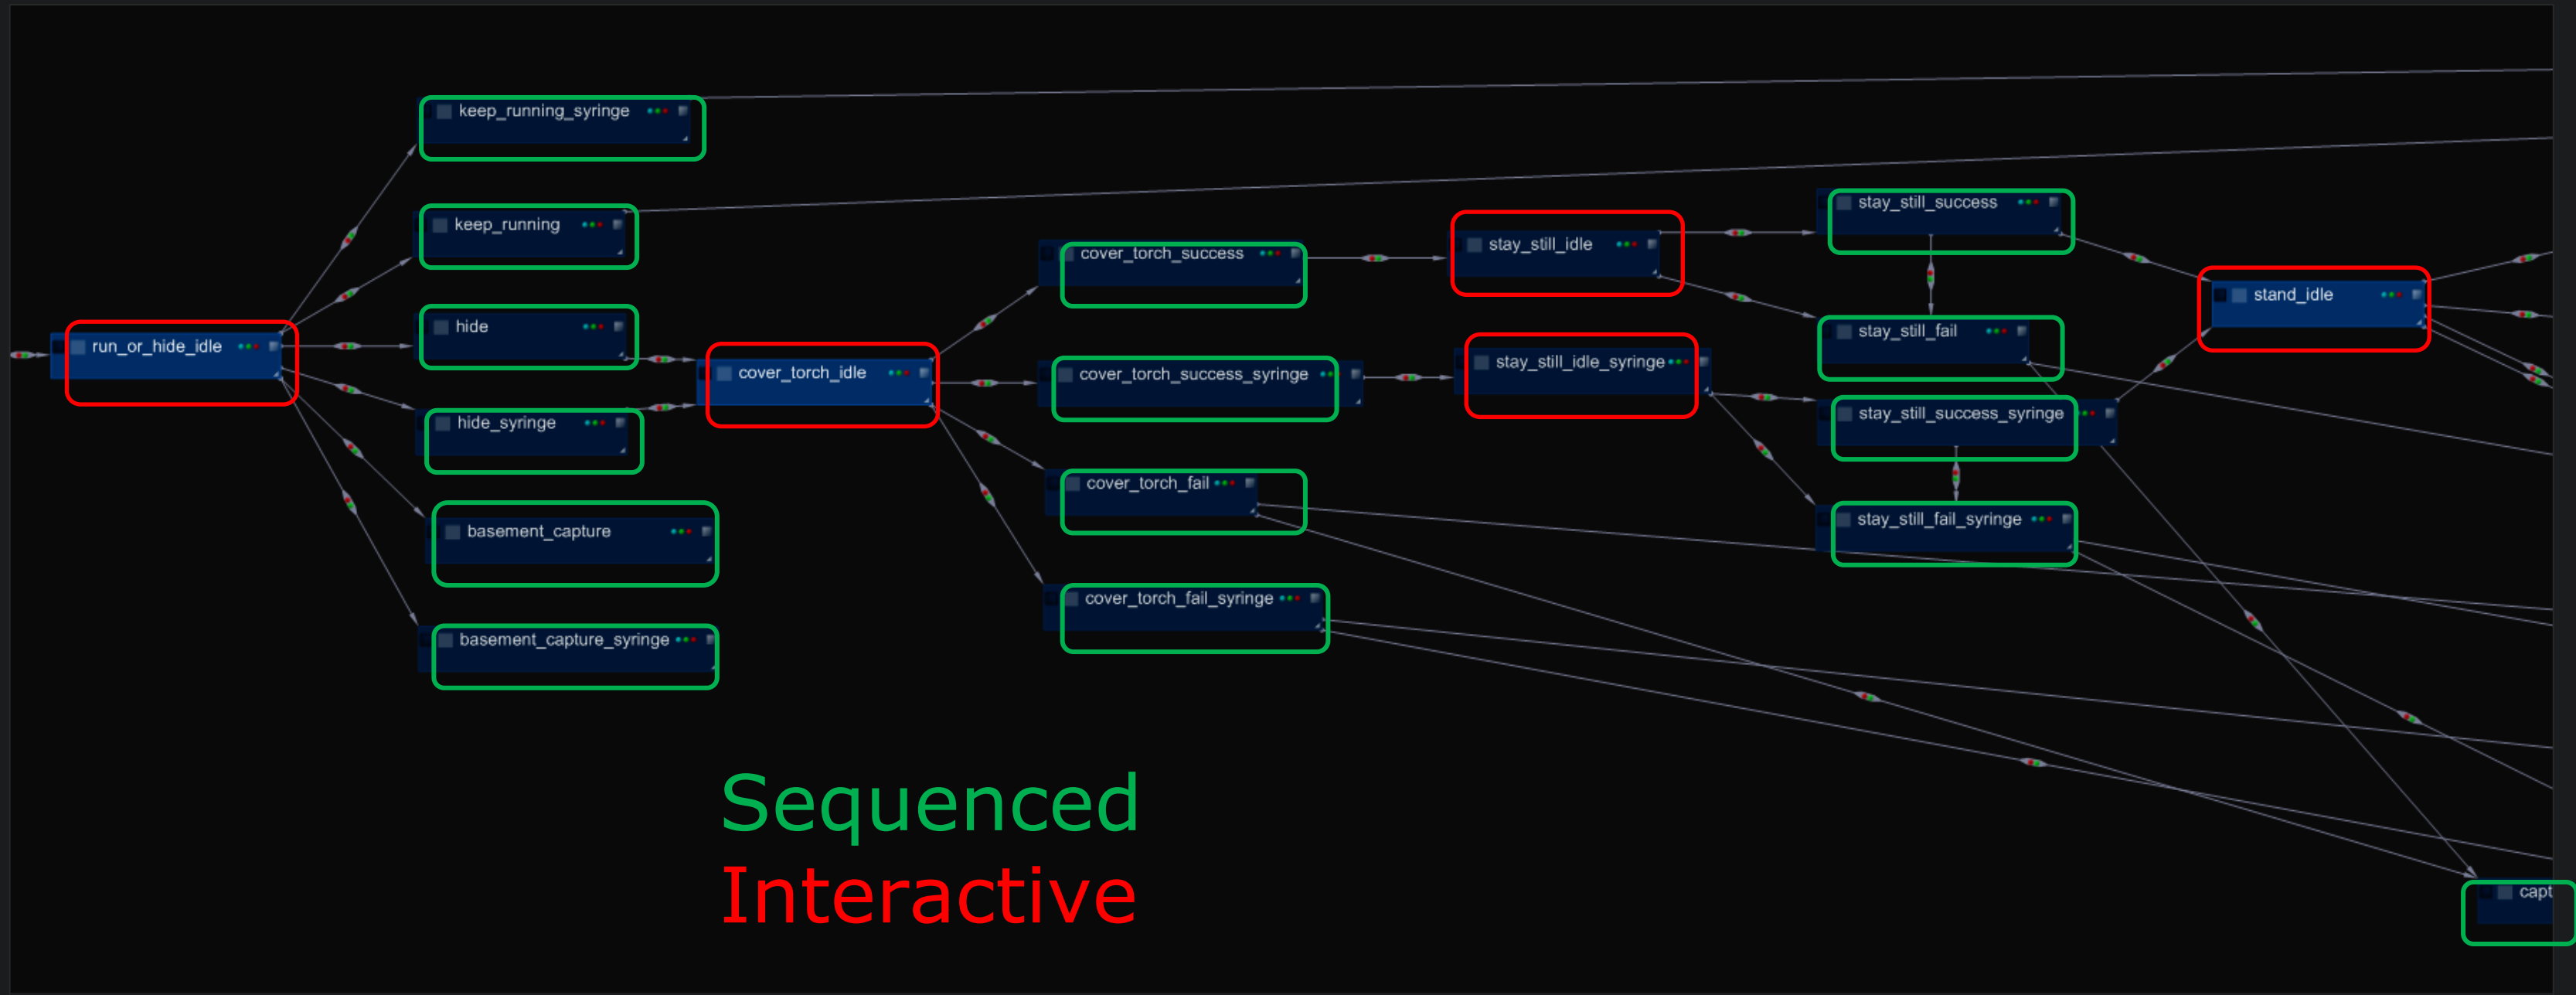 run_or_hide_idle
keep_running_syringe
keep_running
hide
hide_syringe
basement_capture
basement_capture_syringe
cover_torch_idle
cover_torch_success
cover_torch_success_syringe
cover_torch_fail
cover_torch_fail_syringe
stay_still_idle
stay_still_idle_syringe
stay_still_success
stay_still_fail
stay_still_success_syringe
stay_still_fail_syringe
stand_idle
capt
Sequenced
Interactive